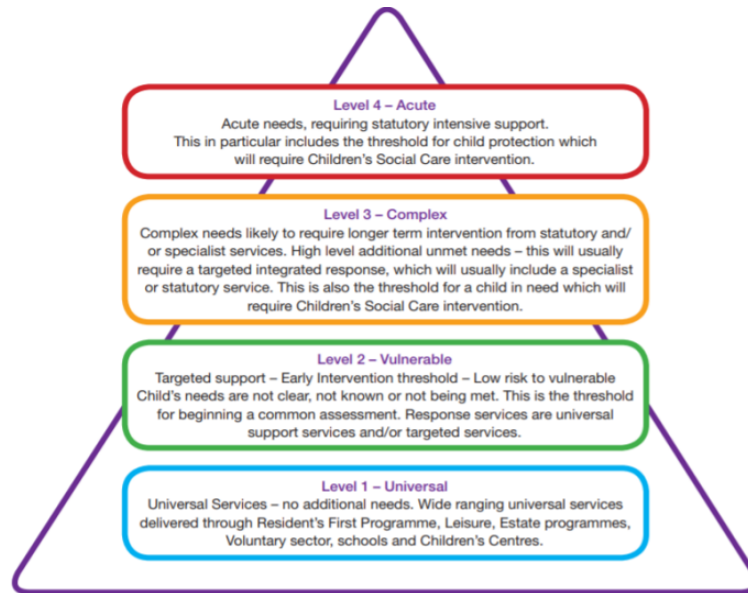 Level 4 – Acute
Acute needs, requiring statutory intensive support.
This in particular includes the threshold for child protection which
will require Children's Social Care intervention.
Level 3 – Complex
Complex needs likely to require longer term intervention from statutory and/
or specialist services. High level additional unmet needs – this will usually
require a targeted integrated response, which will usually include a specialist
or statutory service. This is also the threshold for a child in need which will
require Children's Social Care intervention.
Level 2 – Vulnerable
Targeted support – Early Intervention threshold – Low risk to vulnerable
Child's needs are not clear, not known or not being met. This is the threshold
for beginning a common assessment. Response services are universal
support services and/or targeted services.
Level 1 – Universal
Universal Services – no additional needs. Wide ranging universal services
delivered through Resident's First Programme, Leisure, Estate programmes,
Voluntary sector, schools and Children's Centres.